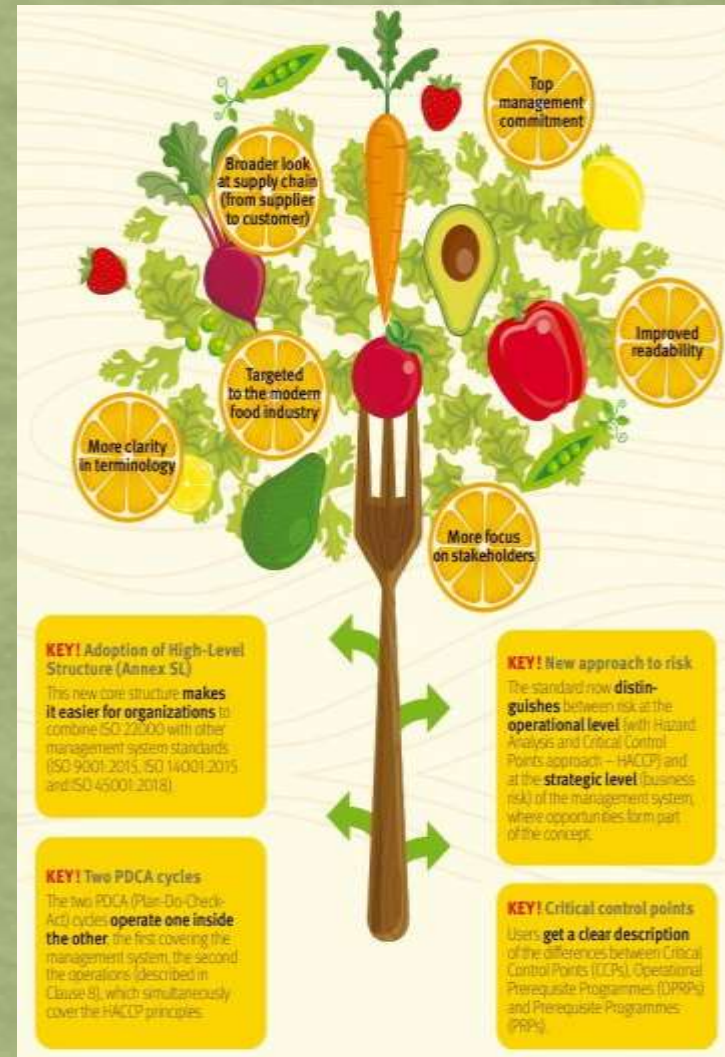 Top
management
commitment
Broader look
at supply chain
(from supplier
to customer)
Improved
readability
Targeted
to the modern
food industry
More clarity
in terminology
More focus
on stakeholders
KEY! Adoption of High-Level
Structure (Annex SL)
This new core structure makes
it easier for organizations to
combine ISO 22000 with other
management system standards
(ISO 9001:2015, ISO 14001:2015
and ISO 45001:2018).
KEY! New approach to risk
The standard now distin-
guishes between risk at the
operational level (with Hazard
Analysis and Critical Control
Points approach – HACCP) and
at the strategic level (business
risk) of the management system,
where opportunities form part
of the concept.
KEY! Two PDCA cycles
The two PDCA (Plan-Do-Check-
Act) cycles operate one inside
the other, the first covering the
management system, the second
the operations (described in
Clause 8), which simultaneously
cover the HACCP principles.
KEY! Critical control points
Users get a clear description
of the differences between Critical
Control Points (CCPs), Operational
Prerequisite Programmes (OPRPs)
and Prerequisite Programmes
(PRPs).